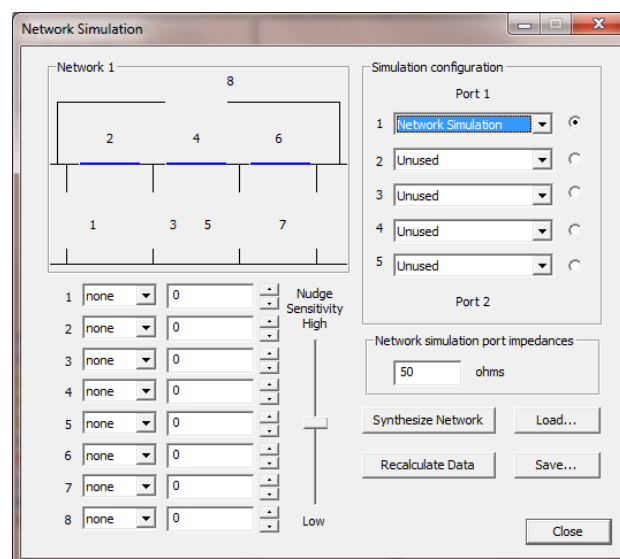 Network Simulation
Network 1
8
2 4 6
1 3 5 7
1 none 0
2 none 0
3 none 0
4 none 0
5 none 0
6 none 0
7 none 0
8 none 0
Nudge
Sensitivity
High
Low
Simulation configuration
Port 1
1 Network Simulation
2 Unused
3 Unused
4 Unused
5 Unused
Port 2
Network simulation port impedances
50 ohms
Synthesize Network Load...
Recalculate Data Save...
Close